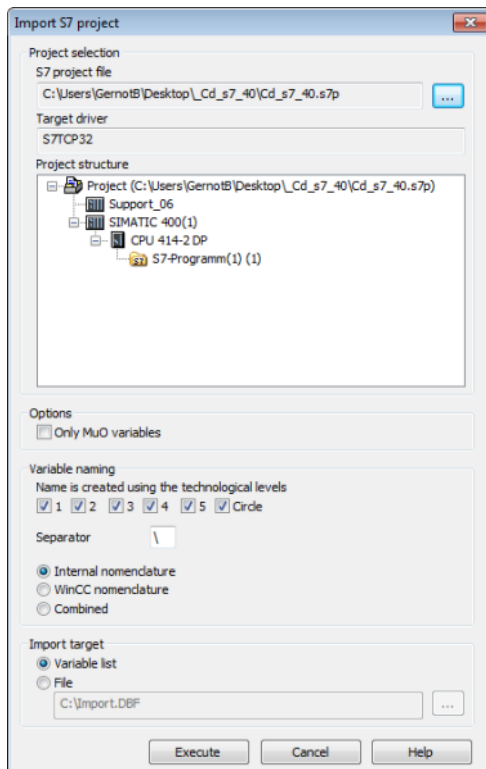 Import S7 project
Project selection
S7 project file
C:\Users\GernotB\Desktop\_Cd_s7_40\Cd_s7_40.s7p
...
Target driver
S7TCP32
Project structure
Project (C:\Users\GernotB\Desktop\_Cd_s7_40\Cd_s7_40.s7p)
Support_06
SIMATIC 400(1)
CPU 414-2 DP
S7-Programm(1) (1)
Options
Only MuO variables
Variable naming
Name is created using the technological levels
1 2 3 4 5 Circle
Separator \
Internal nomenclature
WinCC nomenclature
Combined
Import target
Variable list
File
C:\Import.DBF ...
Execute Cancel Help